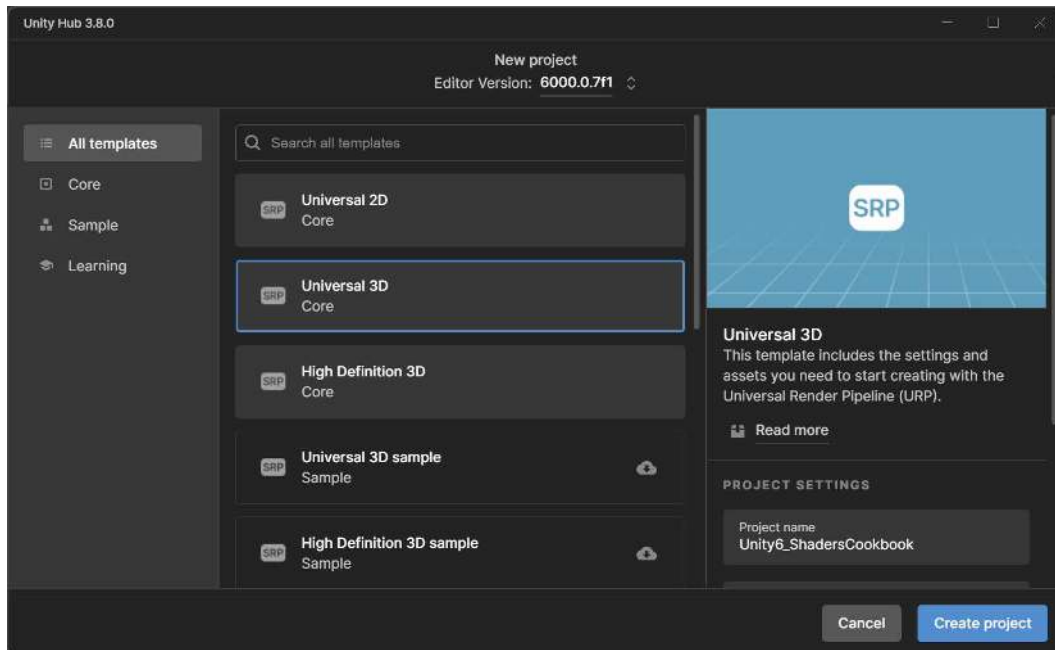 Unity Hub 3.8.0
New project
Editor Version: 6000.0.7f1
All templates
Core
Sample
Learning
Search all templates
SRP
Universal 2D
Core
SRP
Universal 3D
Core
SRP
High Definition 3D
Core
SRP
Universal 3D sample
Sample
SRP
High Definition 3D sample
Sample
SRP
Universal 3D
This template includes the settings and
assets you need to start creating with the
Universal Render Pipeline (URP).
Read more
PROJECT SETTINGS
Project name
Unity6_ShadersCookbook
Cancel
Create project